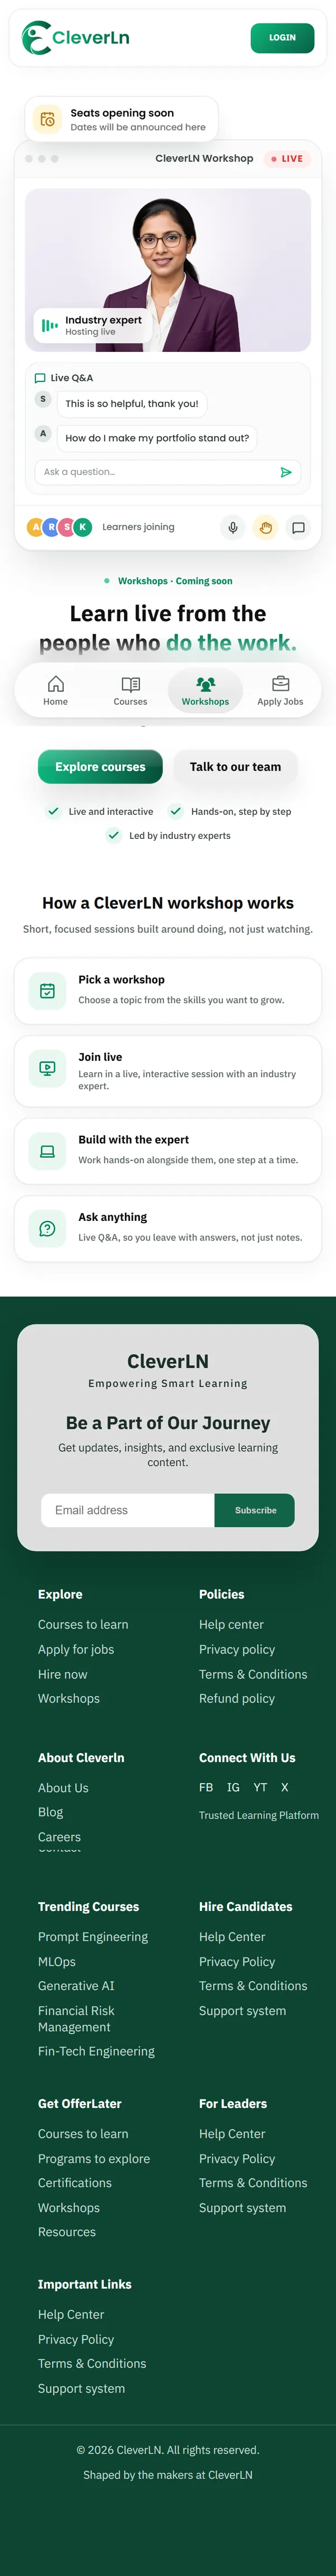 CleverLn
LOGIN
Seats opening soon
Dates will be announced here
CleverLN Workshop
LIVE
Industry expert
Hosting live
Live Q&A
S
This is so helpful, thank you!
A
How do I make my portfolio stand out?
Ask a question...
A R S K
Learners joining
Workshops · Coming soon
Learn live from the
people who do the work.
Home
Courses
Workshops
Apply Jobs
Explore courses
Talk to our team
Live and interactive
Hands-on, step by step
Led by industry experts
How a CleverLN workshop works
Short, focused sessions built around doing, not just watching.
Pick a workshop
Choose a topic from the skills you want to grow.
Join live
Learn in a live, interactive session with an industry
expert.
Build with the expert
Work hands-on alongside them, one step at a time.
Ask anything
Live Q&A, so you leave with answers, not just notes.
CleverLN
Empowering Smart Learning
Be a Part of Our Journey
Get updates, insights, and exclusive learning
content.
Email address
Subscribe
Explore
Courses to learn
Apply for jobs
Hire now
Workshops
Policies
Help center
Privacy policy
Terms & Conditions
Refund policy
About Cleverln
About Us
Blog
Careers
Connect With Us
FB IG YT X
Trusted Learning Platform
Trending Courses
Prompt Engineering
MLOps
Generative AI
Financial Risk
Management
Fin-Tech Engineering
Hire Candidates
Help Center
Privacy Policy
Terms & Conditions
Support system
Get OfferLater
Courses to learn
Programs to explore
Certifications
Workshops
Resources
For Leaders
Help Center
Privacy Policy
Terms & Conditions
Support system
Important Links
Help Center
Privacy Policy
Terms & Conditions
Support system
© 2026 CleverLN. All rights reserved.
Shaped by the makers at CleverLN